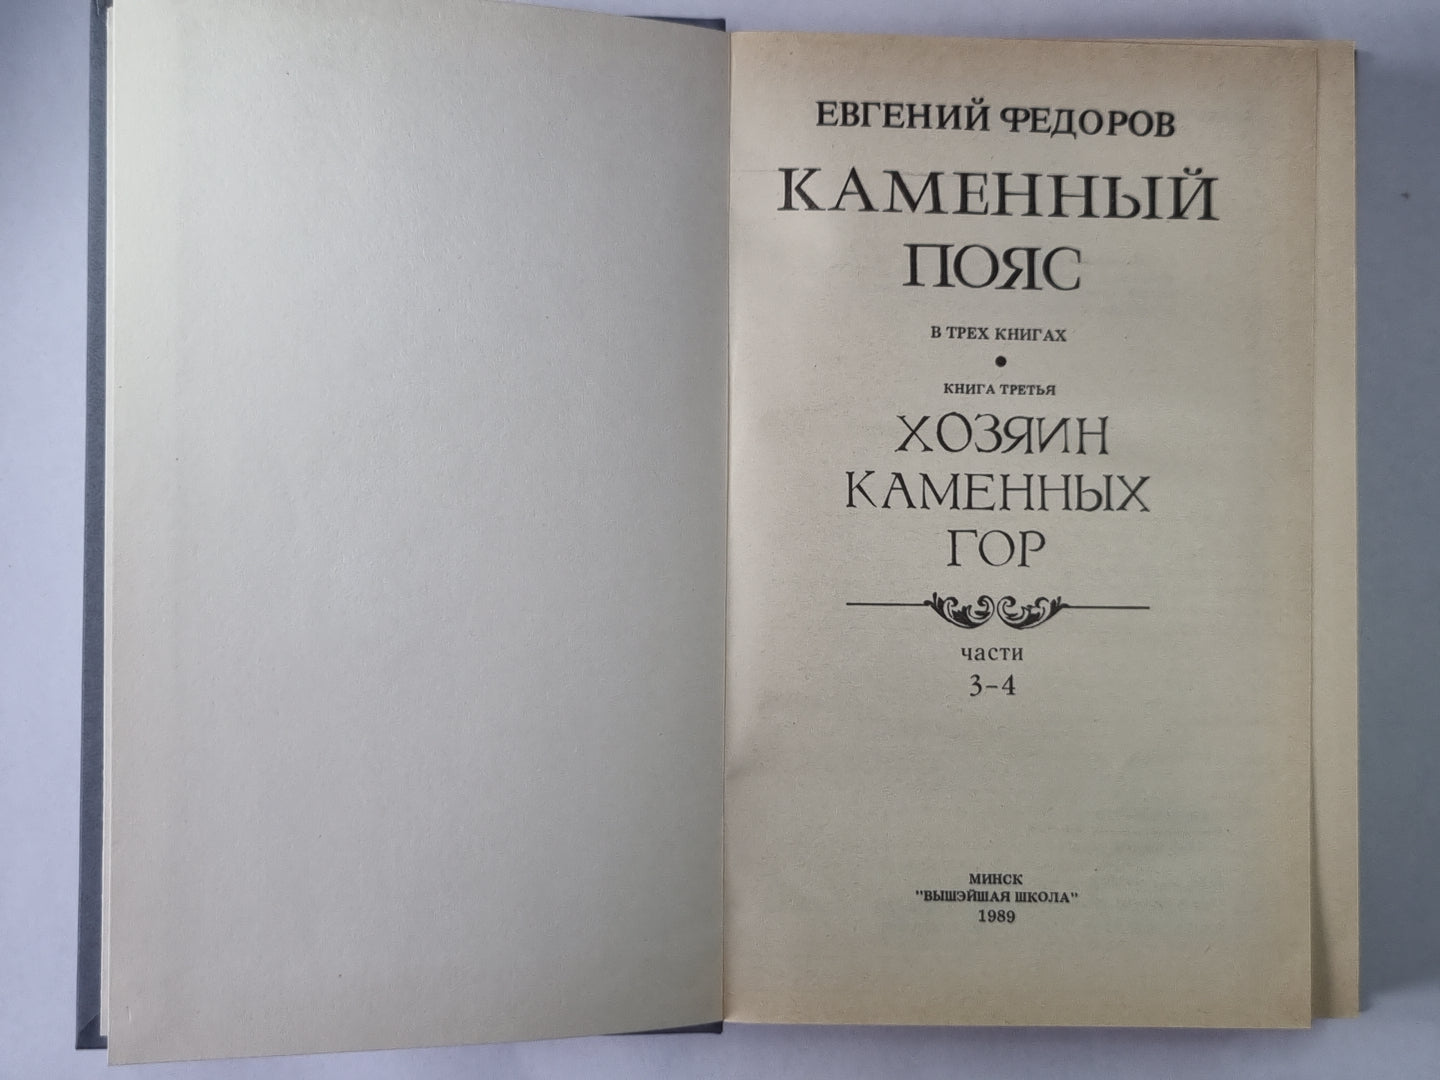 ЕВГЕНИЙ ФЕДОРОВ
КАМЕННЫЙ
ПОЯС
В ТРЕХ КНИГАХ
КНИГА ТРЕТЬЯ
ХОЗЯИН
КАМЕННЫХ
ГОР
части
3-4
МИНСК
"ВЫШЭЙШАЯ ШКОЛА"
1989